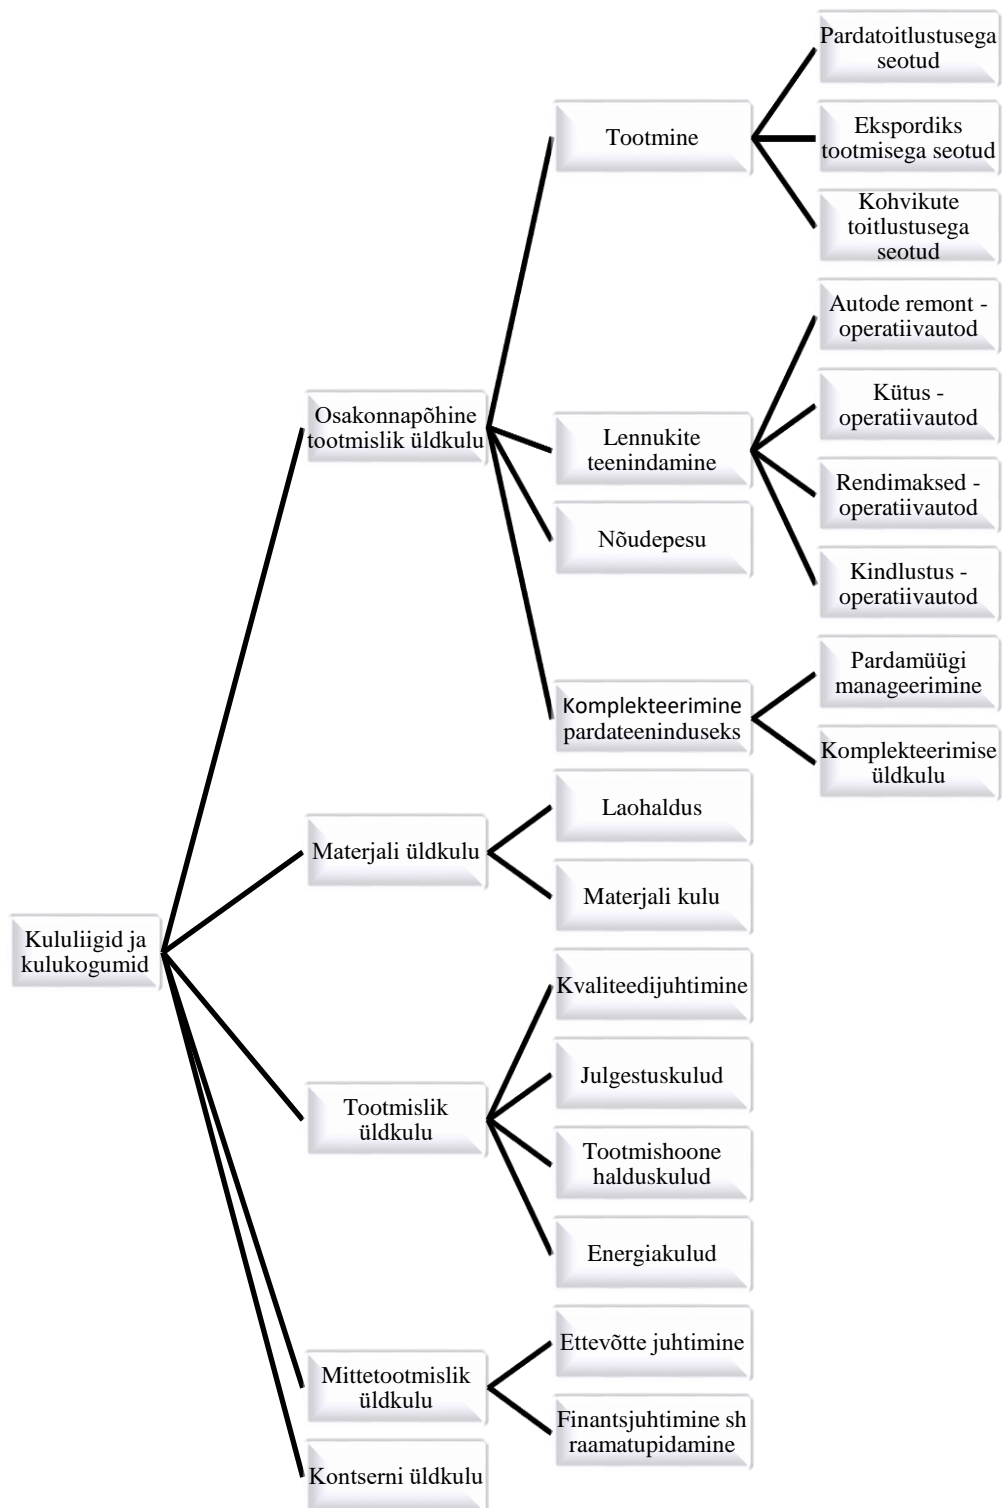 Kululiigid ja
kulukogumid
Osakonnapõhine
tootmislik üldkulu
Tootmine
Pardatoitlustusega
seotud
Ekspordiks
tootmisega seotud
Kohvikute
toitlustusega
seotud
Lennukite
teenindamine
Autode remont -
operatiivautod
Kütus -
operatiivautod
Rendimaksed -
operatiivautod
Kindlustus -
operatiivautod
Nõudepesu
Komplekteerimine
pardateeninduseks
Pardamüügi
manageerimine
Komplekteerimise
üldkulu
Materjali üldkulu
Laohaldus
Materjali kulu
Tootmislik
üldkulu
Kvaliteedijuhtimine
Julgestuskulud
Tootmishoone
halduskulud
Energiakulud
Mittetootmislik
üldkulu
Ettevõtte juhtimine
Finantsjuhtimine sh
raamatupidamine
Kontserni üldkulu